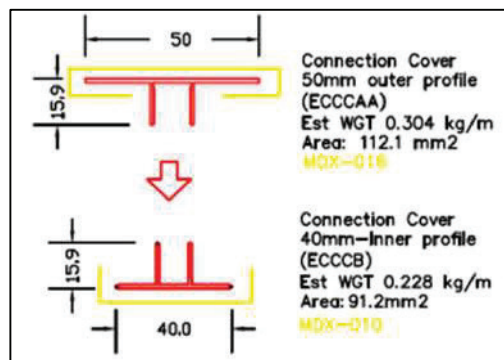 50
15.9
Connection Cover
50mm outer profile
(ECCCAA)
Est WGT 0.304 kg/m
Area: 112.1 mm2
MDX-016
15.9
40.0
Connection Cover
40mm-Inner profile
(ECCCB)
Est WGT 0.228 kg/m
Area: 91.2mm2
MDX-010